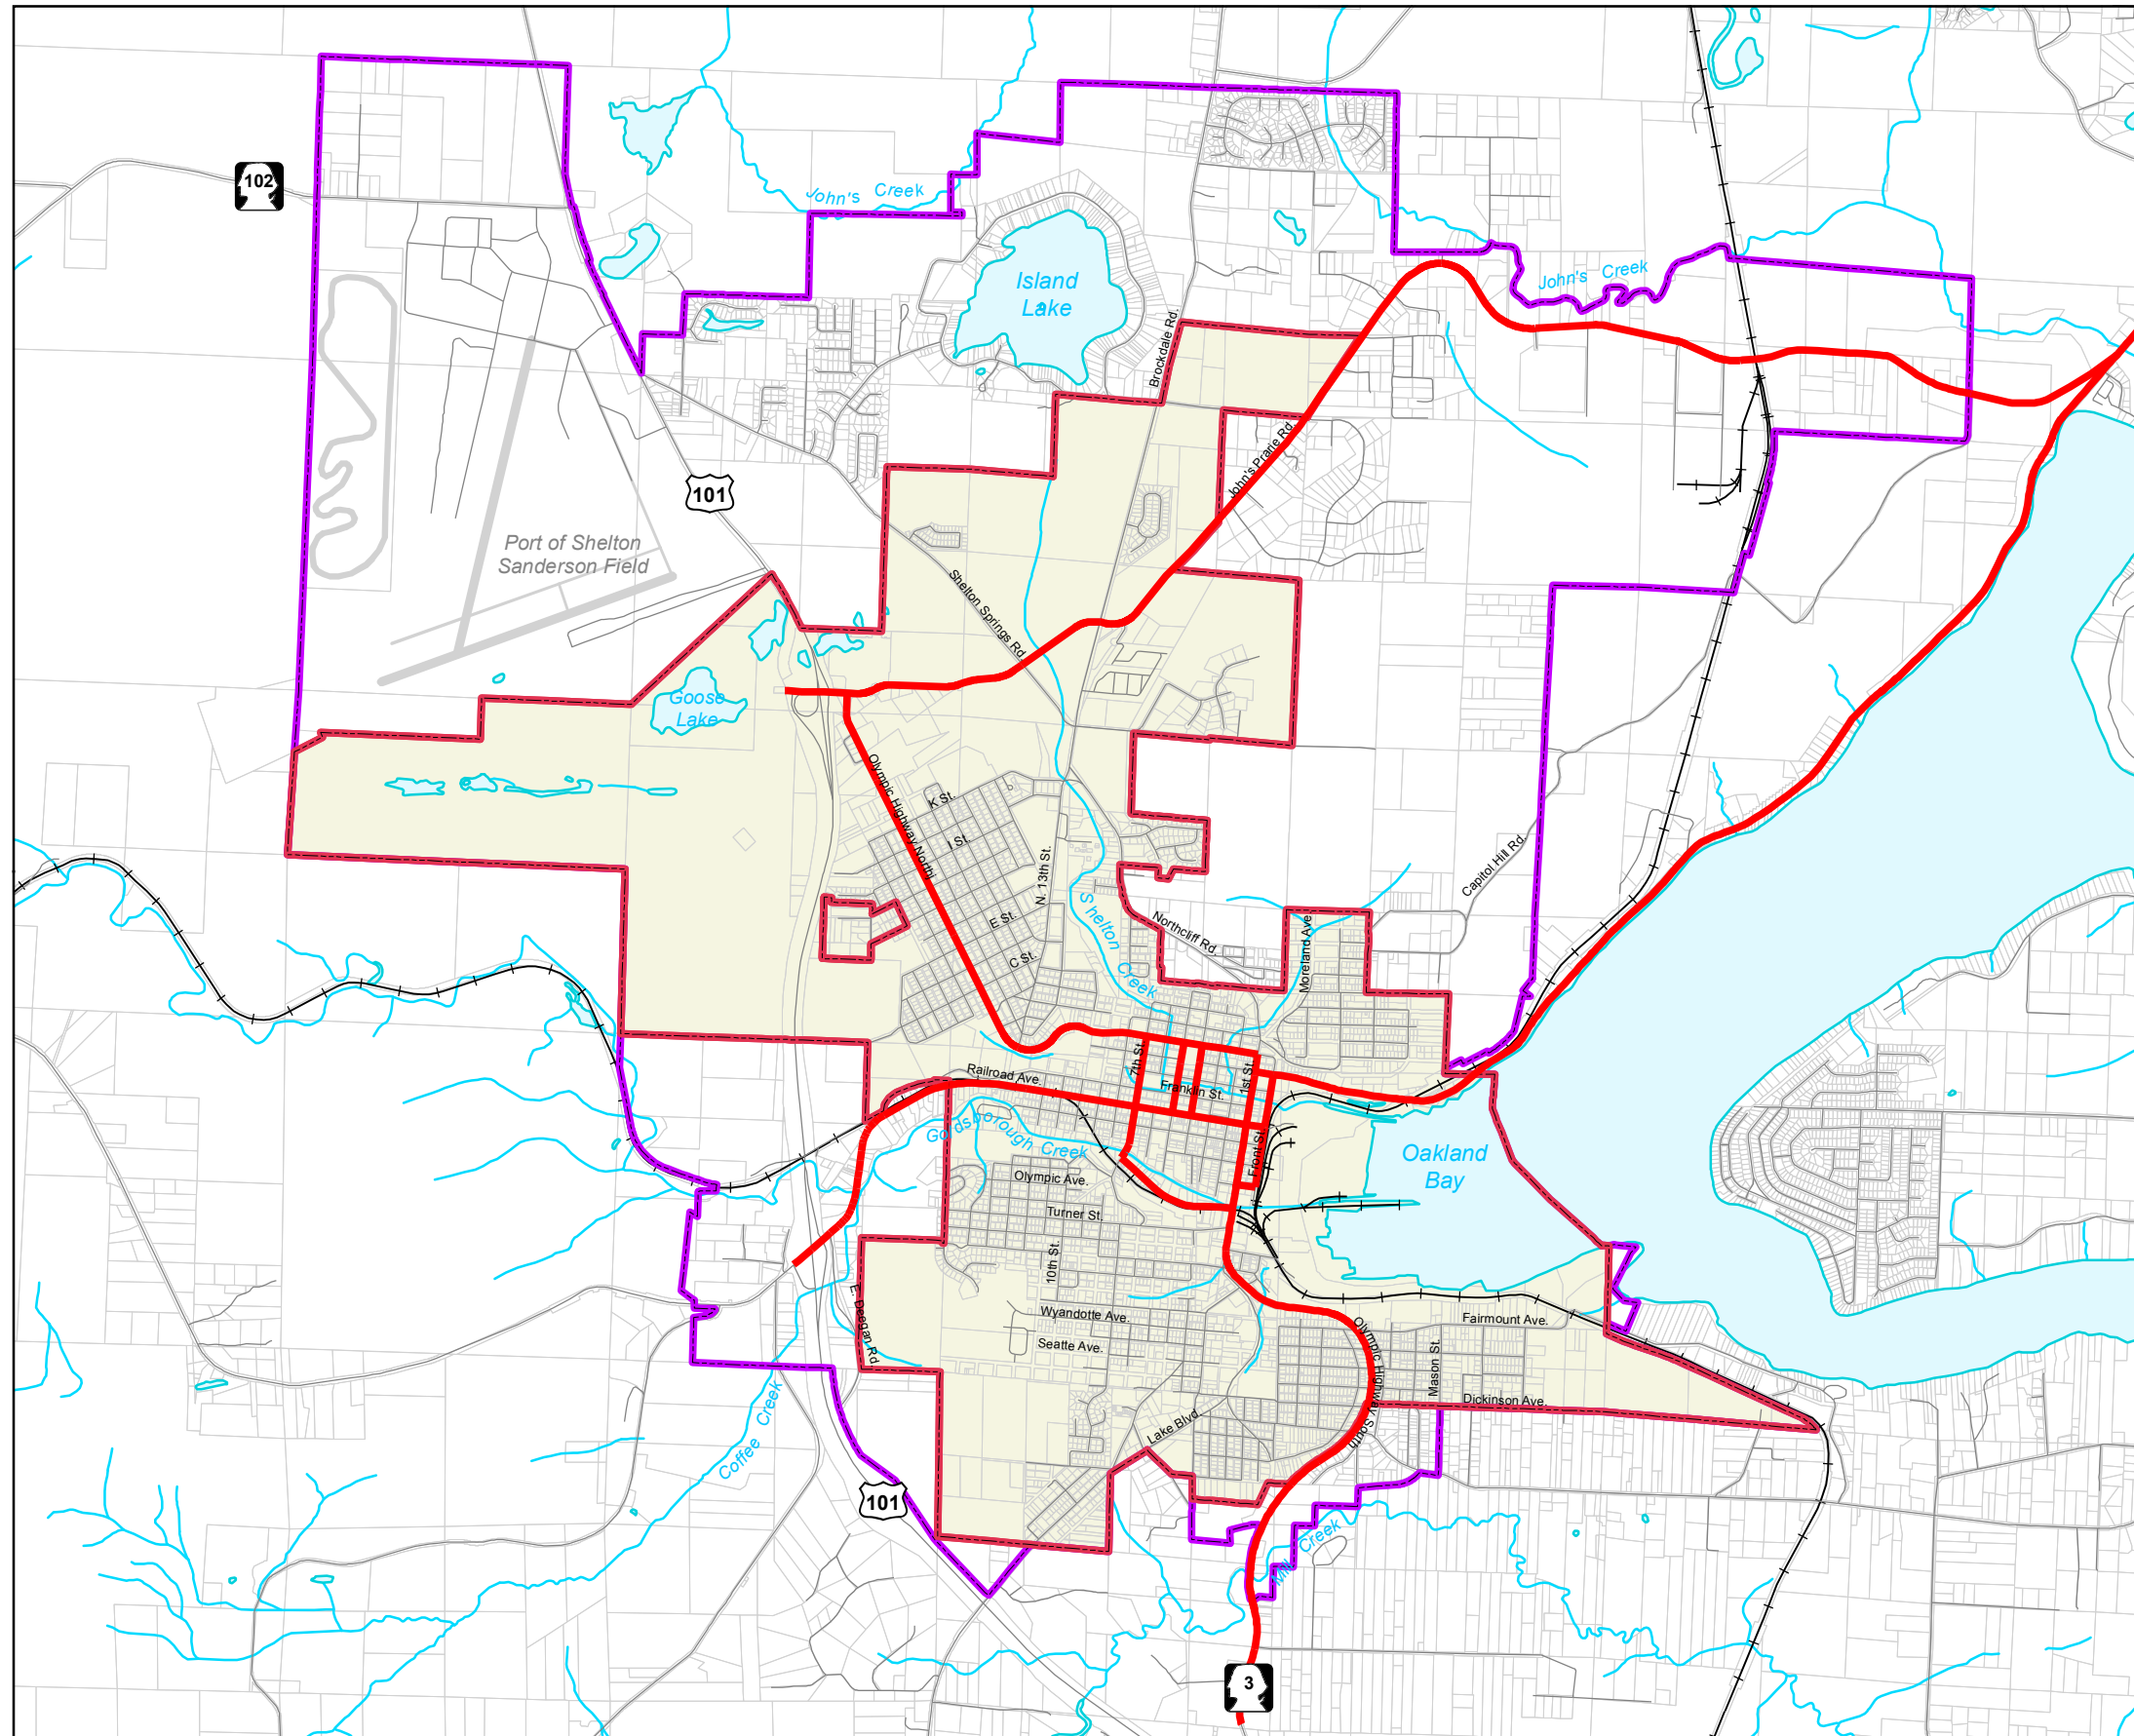 102
John's Creek
Island
Lake
John's Creek
Brockdale Rd.
John's Prarie Rd.
101
Port of Shelton
Sanderson Field
Shelton Springs Rd
Goose
Lake
Olympic Highway North
K St.
I St.
N. 13th St.
E St.
C St.
Shelton Creek
Northcliff Rd.
Moreland Ave.
Capitol Hill Rd.
Railroad Ave.
7th St.
Franklin St.
1st St.
Front St.
Goldsborough Creek
Oakland
Bay
Olympic Ave.
Turner St.
10th St.
E. Deegan Rd
Wyandotte Ave.
Seatte Ave.
Fairmount Ave.
Olympic Highway South
Mason St.
Dickinson Ave.
Lake Blvd.
Coffee Creek
101
Mill Creek
3